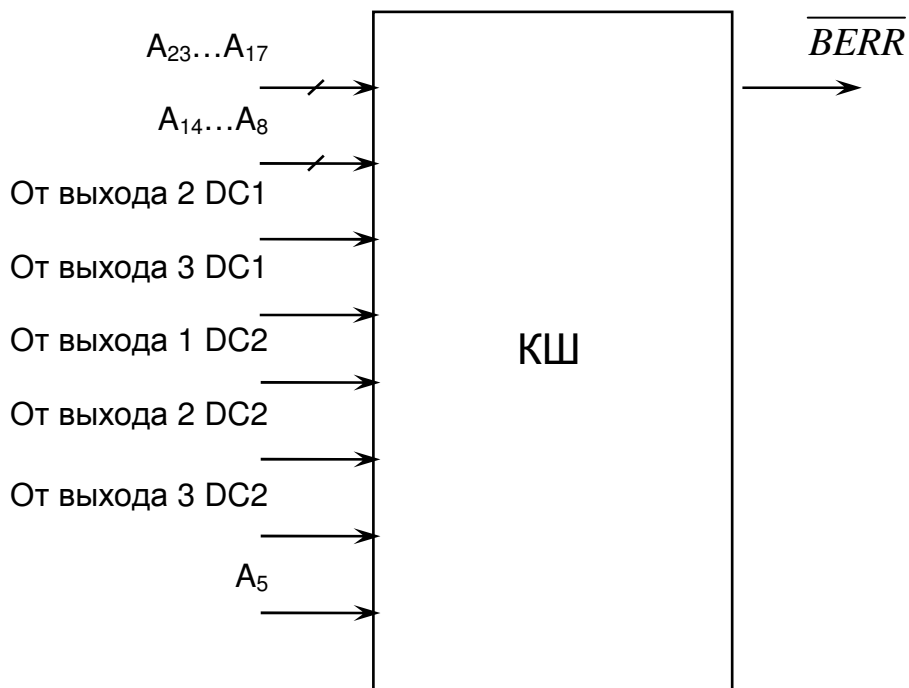 A₂₃…A₁₇
A₁₄…A₈
От выхода 2 DC1
От выхода 3 DC1
От выхода 1 DC2
От выхода 2 DC2
От выхода 3 DC2
A₅
КШ
B̅E̅R̅R̅